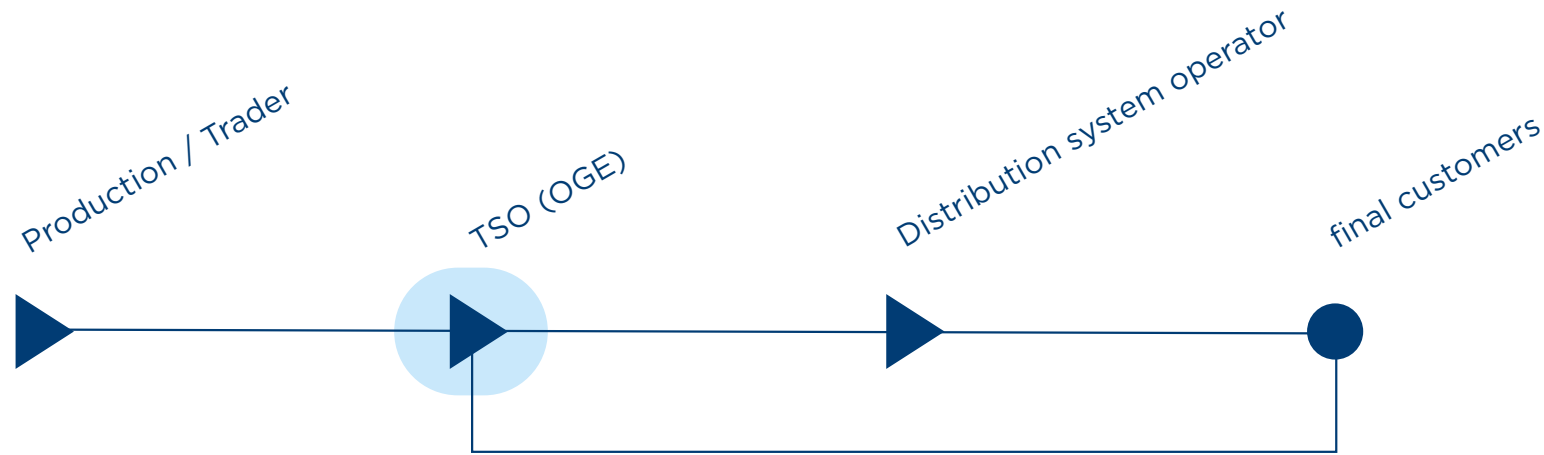 Production / Trader
TSO (OGE)
Distribution system operator
final customers